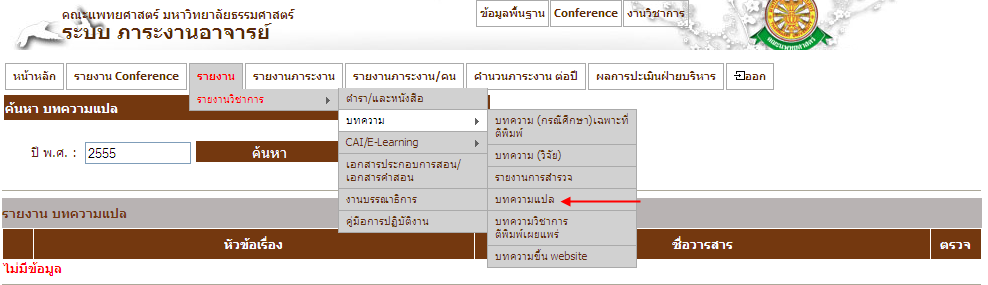 คณะแพทยศาสตร์ มหาวิทยาลัยธรรมศาสตร์
ระบบ ภาระงานอาจารย์
ข้อมูลพื้นฐาน Conference งานวิชาการ
หน้าหลัก รายงาน Conference รายงาน รายงานภาระงาน รายงานภาระงาน/คน คำนวนภาระงาน ต่อปี ผลการปะเมินฝ่ายบริหาร ออก
รายงานวิชาการ
ตำรา/และหนังสือ
บทความ
CAI/E-Learning
เอกสารประกอบการสอน/
เอกสารคำสอน
งานบรรณาธิการ
คู่มือการปฏิบัติงาน
บทความ (กรณีศึกษา)เฉพาะที่
ตีพิมพ์
บทความ (วิจัย)
รายงานการสำรวจ
บทความแปล
บทความวิชาการ
ตีพิมพ์เผยแพร่
บทความขึ้น website
ค้นหา บทความแปล
ปี พ.ศ. : 2555 ค้นหา
รายงาน บทความแปล
หัวข้อเรื่อง ชื่อวารสาร ตรวจ
ไม่มีข้อมูล